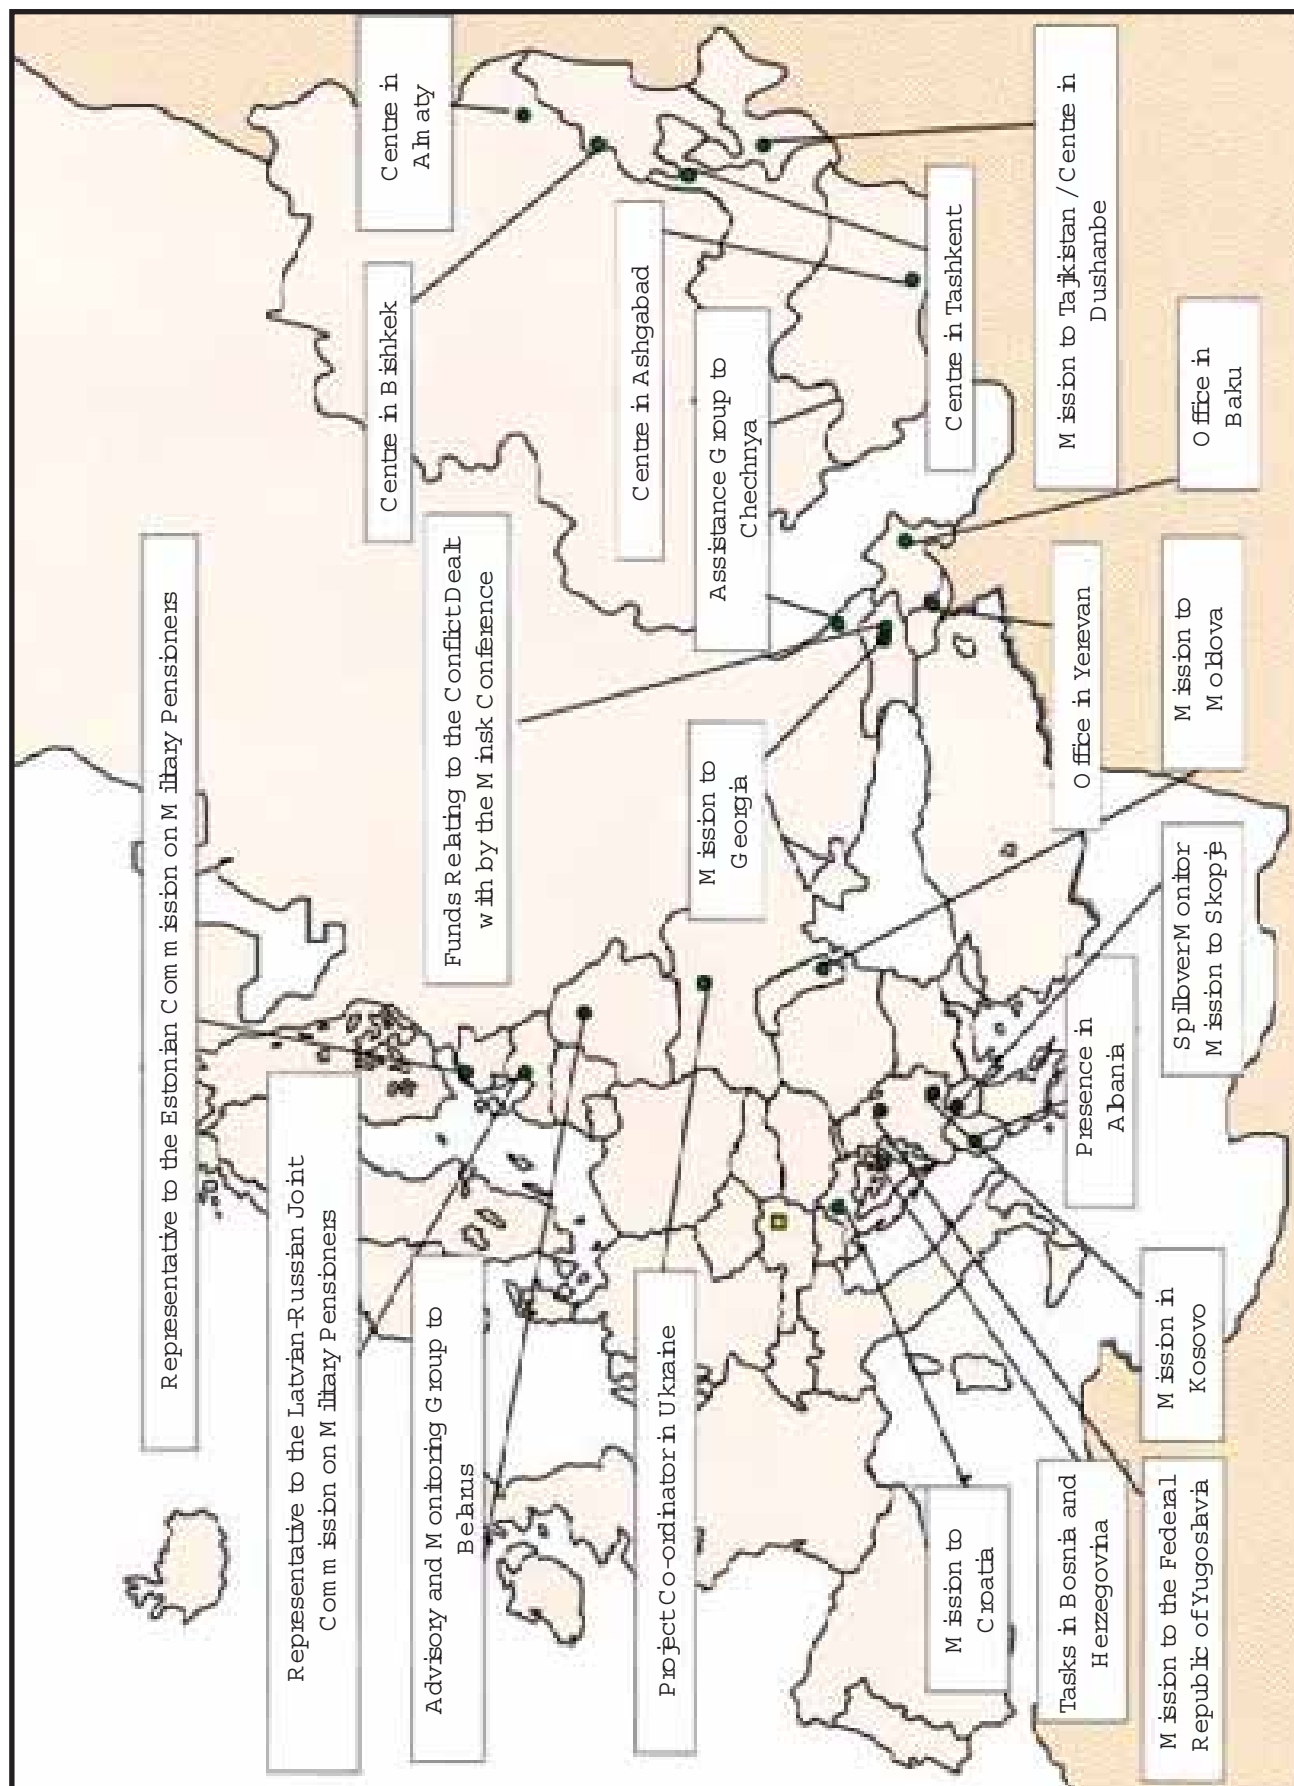 Representative to the Estonian Commission on Military Pensioners
Representative to the Latvian-Russian Joint
Commission on Military Pensioners
Advisory and Monitoring Group to
Belarus
Project Co-ordinator in Ukraine
Funds Relating to the Conflict Dealt
with by the Minsk Conference
Centre in Bishkek
Centre in
Almaty
Mission to
Georgia
Assistance Group to
Chechnya
Centre in Ashgabad
Centre in Tashkent
Mission to Tajikistan / Centre in
Dushanbe
Office in
Baku
Office in Yerevan
Mission to
Moldova
Spillover Monitor
Mission to Skopje
Presence in
Albania
Mission in
Kosovo
Mission to
Croatia
Tasks in Bosnia and
Herzegovina
Mission to the Federal
Republic of Yugoslavia